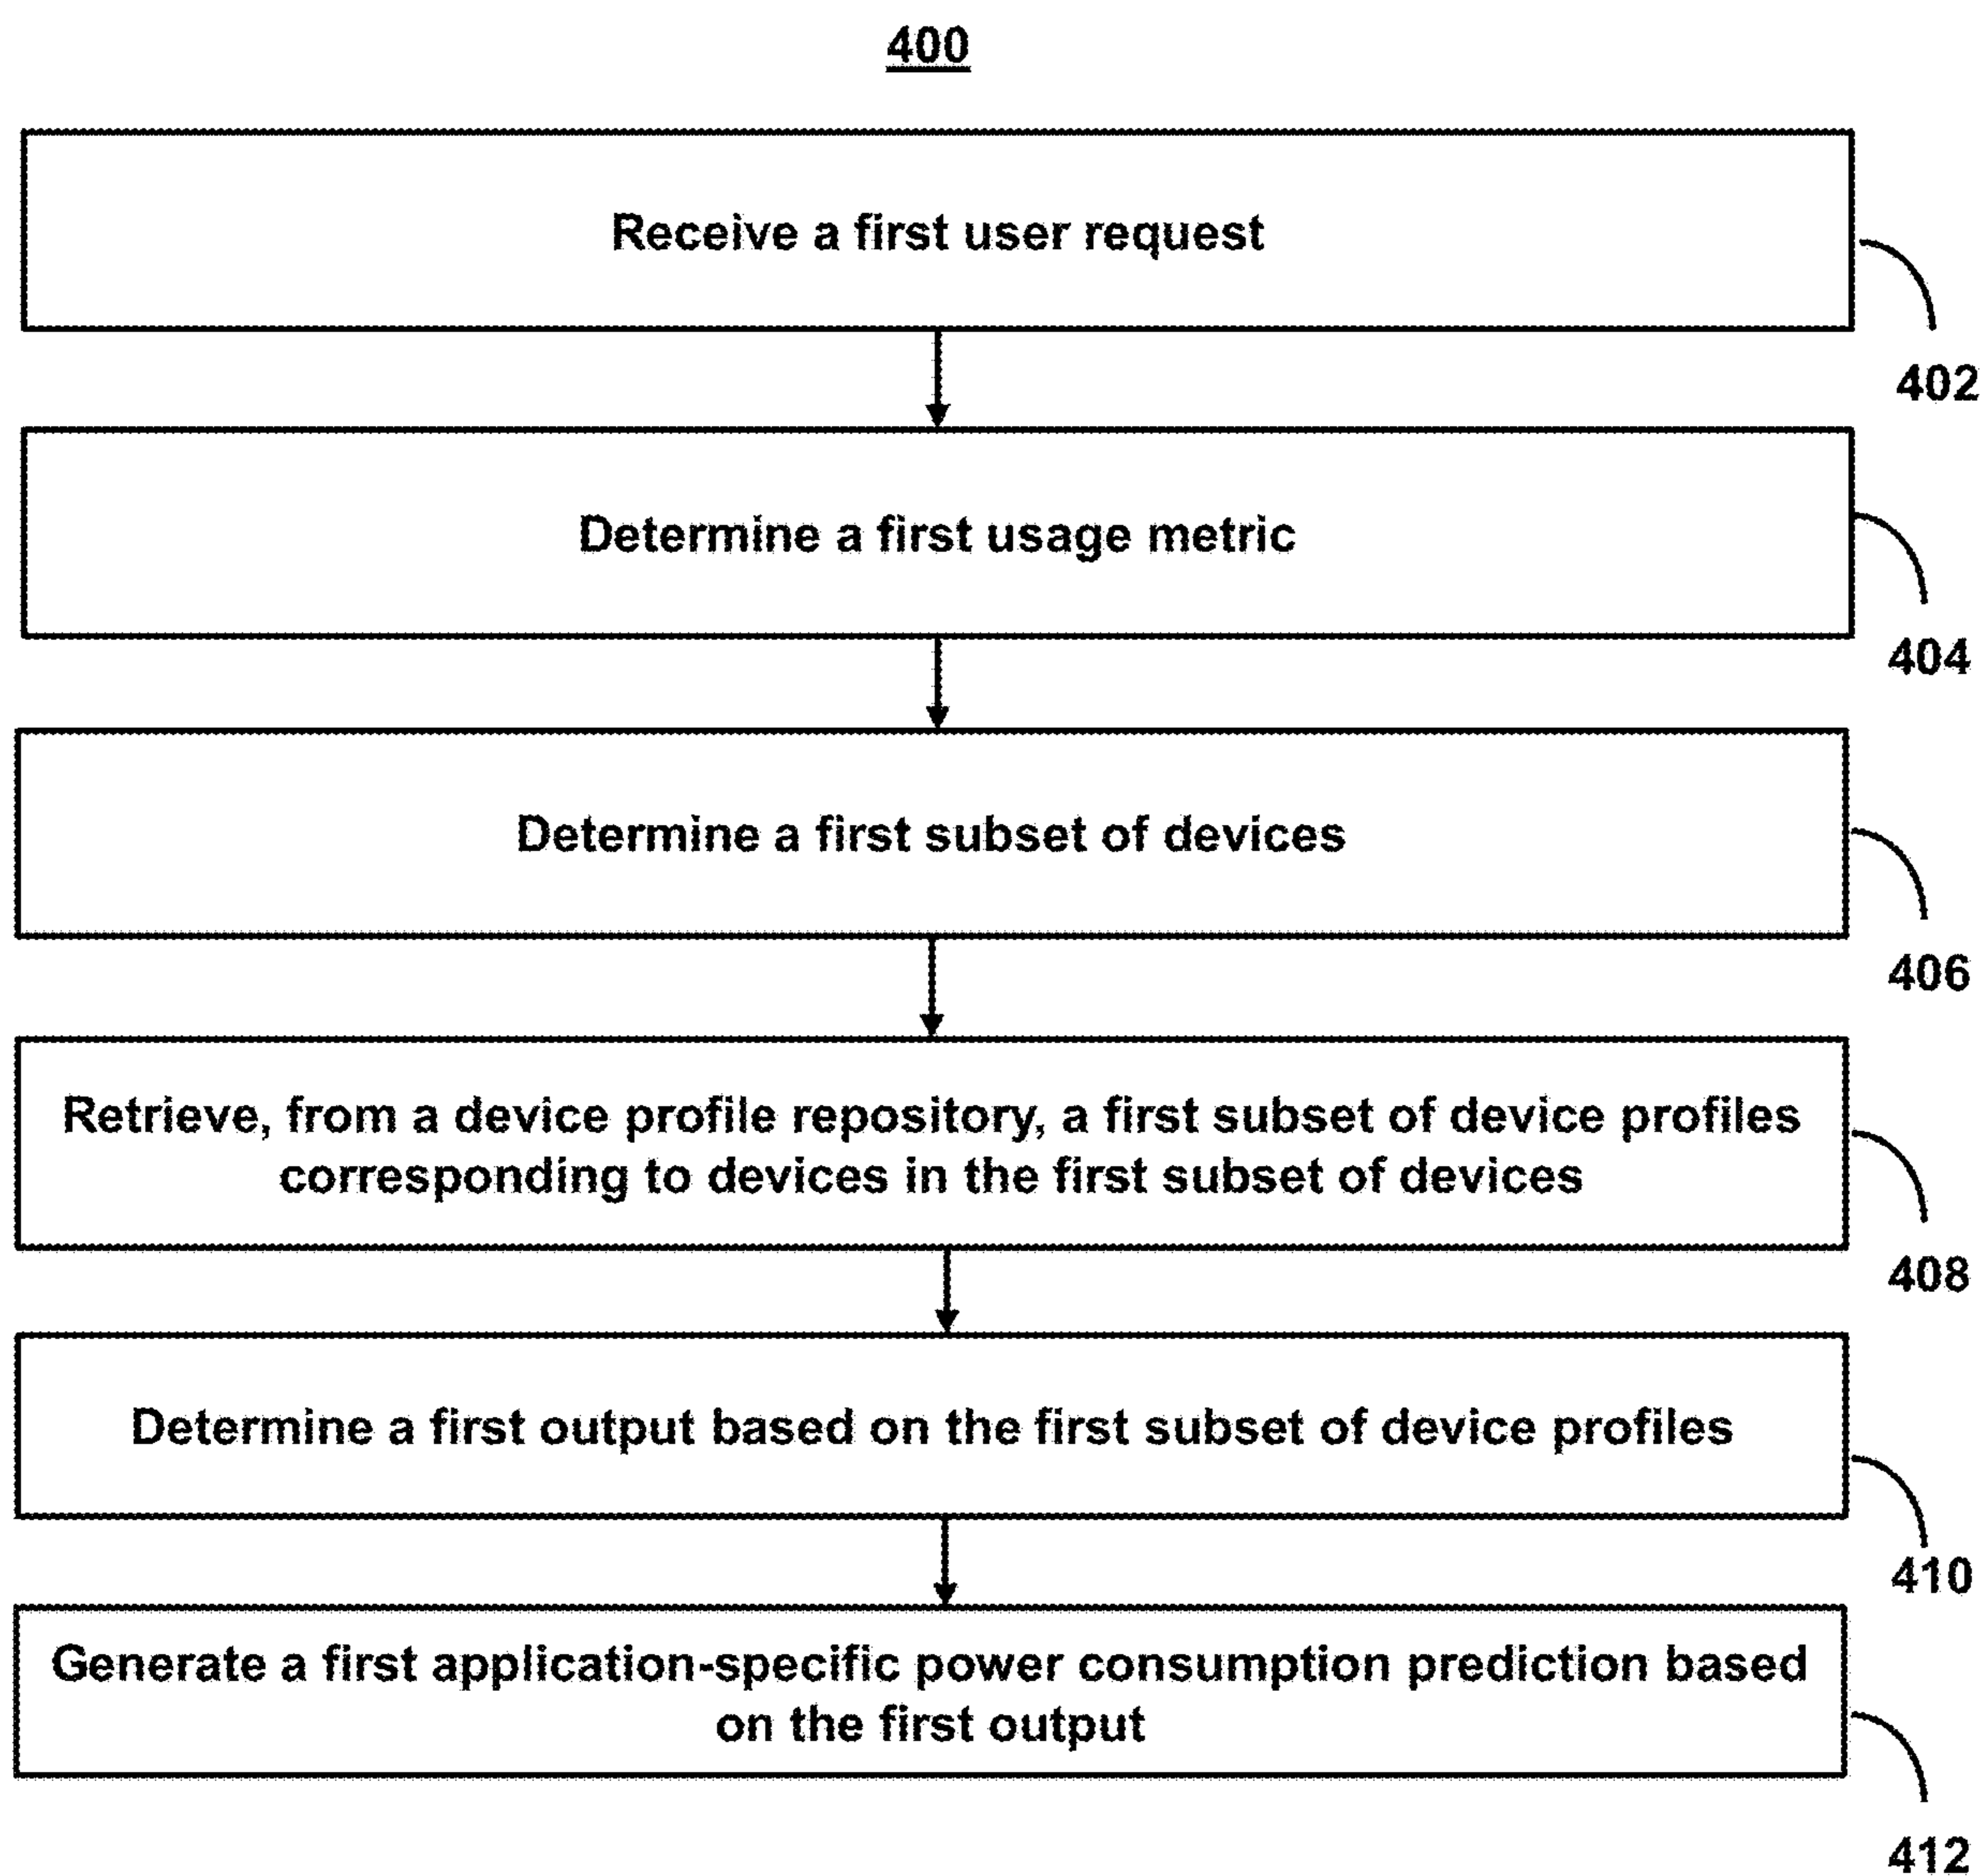 400
Receive a first user request
402
Determine a first usage metric
404
Determine a first subset of devices
406
Retrieve, from a device profile repository, a first subset of device profiles
corresponding to devices in the first subset of devices
408
Determine a first output based on the first subset of device profiles
410
Generate a first application-specific power consumption prediction based
on the first output
412